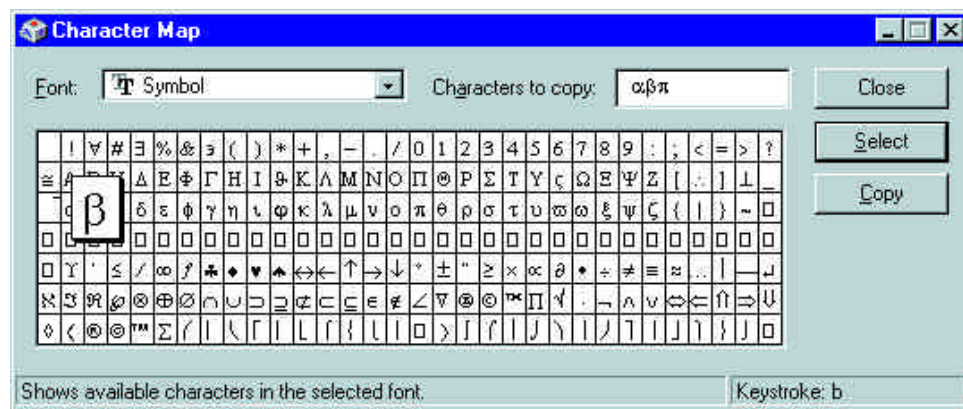 Character Map
Font: Symbol Characters to copy: αβπ Close
! ∀ # ∃ % & ∍ ( ) * + , − . / 0 1 2 3 4 5 6 7 8 9 : ; < = > ? Select
≅ Δ Ε Φ Γ Η Ι ϑ Κ Λ Μ Ν Ο Π Θ Ρ Σ Τ Υ ς Ω Ξ Ψ Ζ [ ∴ ] ⊥ _
β δ ε φ γ η ι ϕ κ λ μ ν ο π θ ρ σ τ υ ϖ ω ξ ψ ζ { | } ~ Copy
ϒ ′ ≤ / ∞ ƒ ♣ ♦ ♥ ♠ ↔ ← ↑ → ↓ ° ± ″ ≥ × ∝ ∂ • ÷ ≠ ≡ ≈ … | — ↵
ℵ ℑ ℜ ℘ ⊗ ⊕ ∅ ∩ ∪ ⊃ ⊇ ⊄ ⊂ ⊆ ∈ ∉ ∠ ∇ ® © ™ ∏ √ ⋅ ¬ ∧ ∨ ⇔ ⇐ ⇑ ⇒ ⇓
◊ 〈 ® © ™ ∑
Shows available characters in the selected font. Keystroke: b